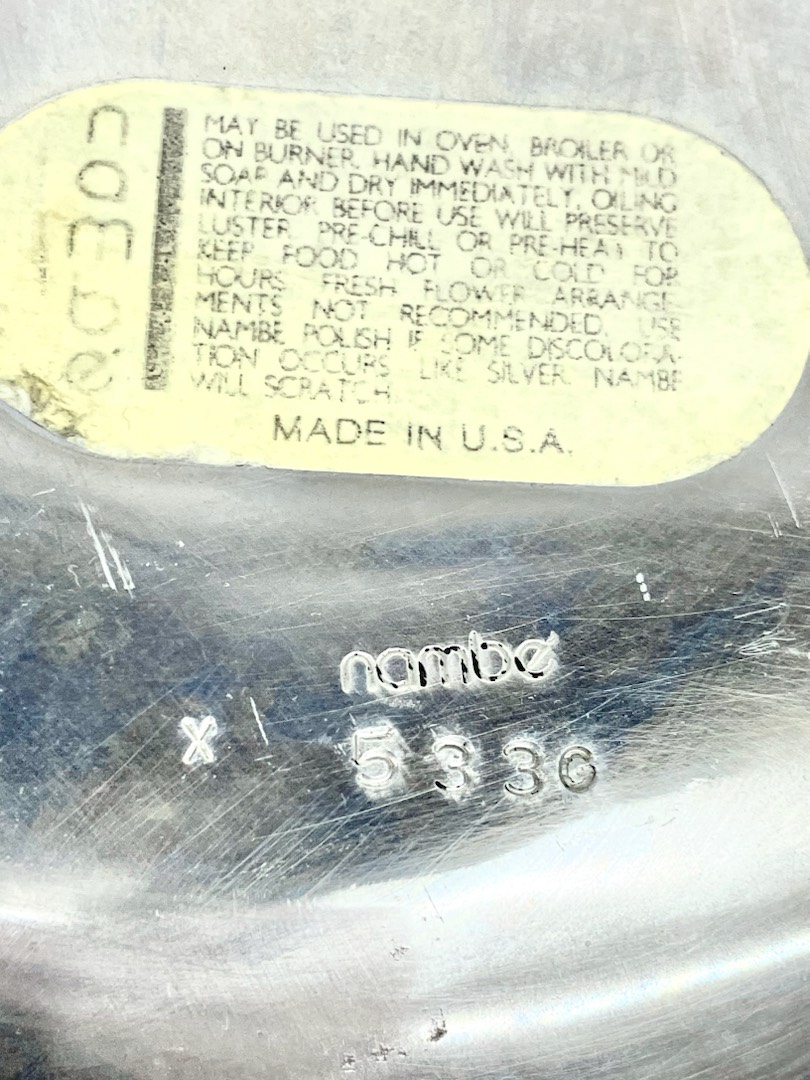 MAY BE USED IN OVEN, BROILER OR
ON BURNER. HAND WASH WITH MILD
SOAP AND DRY IMMEDIATELY. OILING
INTERIOR BEFORE USE WILL PRESERVE
LUSTER. PRE-CHILL OR PRE-HEAT TO
KEEP FOOD HOT OR COLD FOR
HOURS. FRESH FLOWER ARRANGE-
MENTS NOT RECOMMENDED. USE
NAMBE POLISH IF SOME DISCOLORA-
TION OCCURS. LIKE SILVER, NAMBE
WILL SCRATCH.
MADE IN U.S.A.
nambé
X 533G